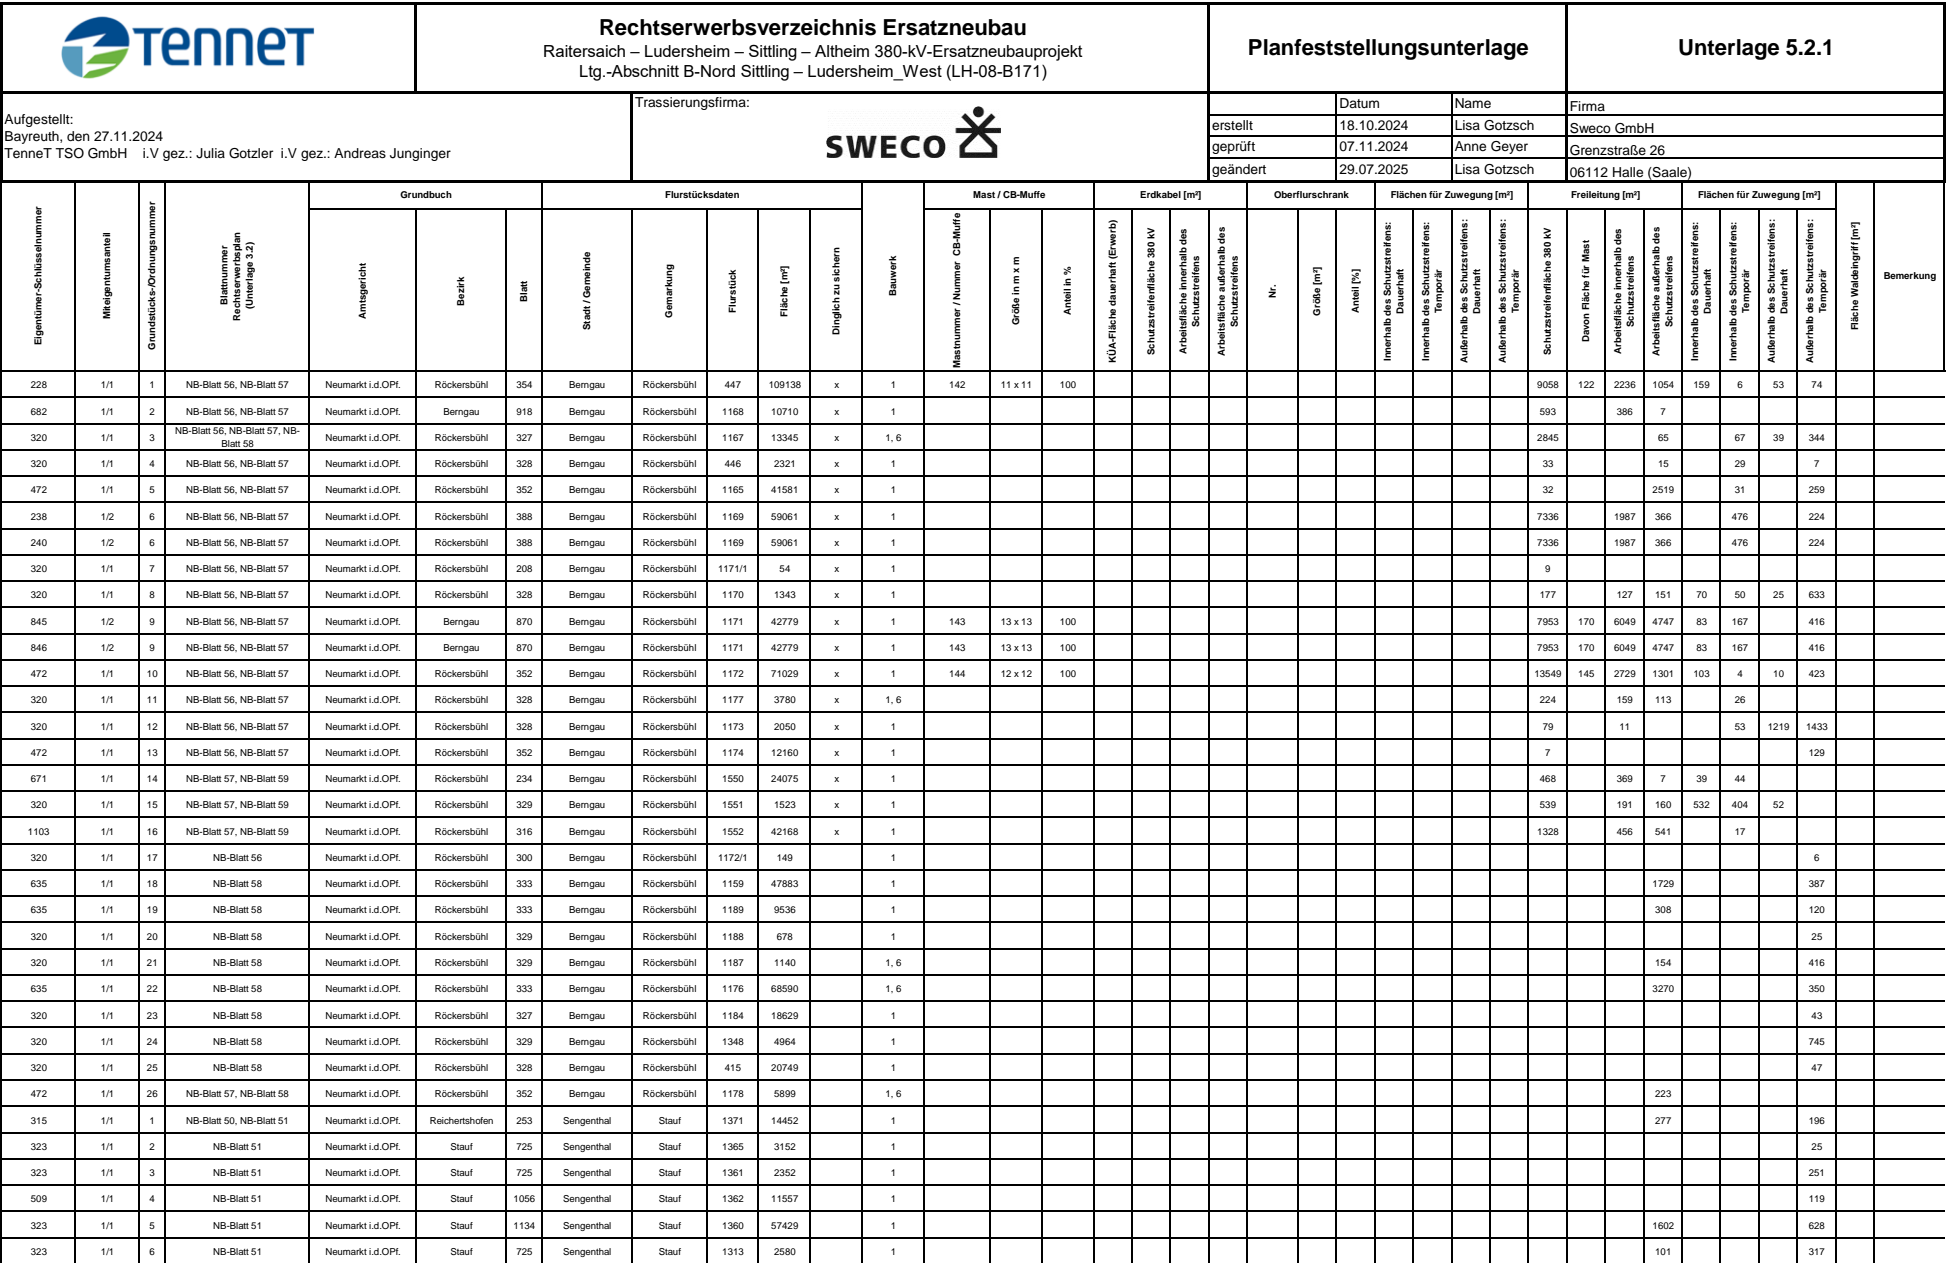 TenneT
Rechtserwerbsverzeichnis Ersatzneubau
Raitersaich – Ludersheim – Sittling – Altheim 380-kV-Ersatzneubauprojekt
Ltg.-Abschnitt B-Nord Sittling – Ludersheim_West (LH-08-B171)
Planfeststellungsunterlage
Unterlage 5.2.1
Aufgestellt:
Bayreuth, den 27.11.2024
TenneT TSO GmbH i.V gez.: Julia Gotzler i.V gez.: Andreas Junginger
Trassierungsfirma:
SWECO
Datum Name Firma
erstellt 18.10.2024 Lisa Gotzsch Sweco GmbH
geprüft 07.11.2024 Anne Geyer Grenzstraße 26
geändert 29.07.2025 Lisa Gotzsch 06112 Halle (Saale)
Grundbuch Flurstücksdaten Mast / CB-Muffe Erdkabel [m²] Oberflurschrank Flächen für Zuwegung [m²] Freileitung [m²] Flächen für Zuwegung [m²]
Eigentümer-Schlüsselnummer
Miteigentumsanteil
Grundstücks-/Ordnungsnummer
Blattnummer
Rechtserwerbsplan
(Unterlage 3.2)
Amtsgericht
Bezirk
Blatt
Stadt / Gemeinde
Gemarkung
Flurstück
Fläche [m²]
Dinglich zu sichern
Bauwerk
Mastnummer / Nummer CB-Muffe
Größe in m x m
Anteil in %
KÜA-Fläche dauerhaft (Erwerb)
Schutzstreifenfläche 380 kV
Arbeitsfläche innerhalb des
Schutzstreifens
Arbeitsfläche außerhalb des
Schutzstreifens
Nr.
Größe [m²]
Anteil [%]
Innerhalb des Schutzstreifens:
Dauerhaft
Innerhalb des Schutzstreifens:
Temporär
Außerhalb des Schutzstreifens:
Dauerhaft
Außerhalb des Schutzstreifens:
Temporär
Schutzstreifenfläche 380 kV
Davon Fläche für Mast
Arbeitsfläche innerhalb des
Schutzstreifens
Arbeitsfläche außerhalb des
Schutzstreifens
Innerhalb des Schutzstreifens:
Dauerhaft
Innerhalb des Schutzstreifens:
Temporär
Außerhalb des Schutzstreifens:
Dauerhaft
Außerhalb des Schutzstreifens:
Temporär
Fläche Waldeingriff [m²]
Bemerkung
228 1/1 1 NB-Blatt 56, NB-Blatt 57 Neumarkt i.d.OPf. Röckersbühl 354 Berngau Röckersbühl 447 109138 x 1 142 11 x 11 100 9058 122 2236 1054 159 6 53 74
682 1/1 2 NB-Blatt 56, NB-Blatt 57 Neumarkt i.d.OPf. Berngau 918 Berngau Röckersbühl 1168 10710 x 1 593 386 7
320 1/1 3 NB-Blatt 56, NB-Blatt 57, NB-
Blatt 58 Neumarkt i.d.OPf. Röckersbühl 327 Berngau Röckersbühl 1167 13345 x 1, 6 2845 65 67 39 344
320 1/1 4 NB-Blatt 56, NB-Blatt 57 Neumarkt i.d.OPf. Röckersbühl 328 Berngau Röckersbühl 446 2321 x 1 33 15 29 7
472 1/1 5 NB-Blatt 56, NB-Blatt 57 Neumarkt i.d.OPf. Röckersbühl 352 Berngau Röckersbühl 1165 41581 x 1 32 2519 31 259
238 1/2 6 NB-Blatt 56, NB-Blatt 57 Neumarkt i.d.OPf. Röckersbühl 388 Berngau Röckersbühl 1169 59061 x 1 7336 1987 366 476 224
240 1/2 6 NB-Blatt 56, NB-Blatt 57 Neumarkt i.d.OPf. Röckersbühl 388 Berngau Röckersbühl 1169 59061 x 1 7336 1987 366 476 224
320 1/1 7 NB-Blatt 56, NB-Blatt 57 Neumarkt i.d.OPf. Röckersbühl 208 Berngau Röckersbühl 1171/1 54 x 1 9
320 1/1 8 NB-Blatt 56, NB-Blatt 57 Neumarkt i.d.OPf. Röckersbühl 328 Berngau Röckersbühl 1170 1343 x 1 177 127 151 70 50 25 633
845 1/2 9 NB-Blatt 56, NB-Blatt 57 Neumarkt i.d.OPf. Berngau 870 Berngau Röckersbühl 1171 42779 x 1 143 13 x 13 100 7953 170 6049 4747 83 167 416
846 1/2 9 NB-Blatt 56, NB-Blatt 57 Neumarkt i.d.OPf. Berngau 870 Berngau Röckersbühl 1171 42779 x 1 143 13 x 13 100 7953 170 6049 4747 83 167 416
472 1/1 10 NB-Blatt 56, NB-Blatt 57 Neumarkt i.d.OPf. Röckersbühl 352 Berngau Röckersbühl 1172 71029 x 1 144 12 x 12 100 13549 145 2729 1301 103 4 10 423
320 1/1 11 NB-Blatt 56, NB-Blatt 57 Neumarkt i.d.OPf. Röckersbühl 328 Berngau Röckersbühl 1177 3780 x 1, 6 224 159 113 26
320 1/1 12 NB-Blatt 56, NB-Blatt 57 Neumarkt i.d.OPf. Röckersbühl 328 Berngau Röckersbühl 1173 2050 x 1 79 11 53 1219 1433
472 1/1 13 NB-Blatt 56, NB-Blatt 57 Neumarkt i.d.OPf. Röckersbühl 352 Berngau Röckersbühl 1174 12160 x 1 7 129
671 1/1 14 NB-Blatt 57, NB-Blatt 59 Neumarkt i.d.OPf. Röckersbühl 234 Berngau Röckersbühl 1550 24075 x 1 468 369 7 39 44
320 1/1 15 NB-Blatt 57, NB-Blatt 59 Neumarkt i.d.OPf. Röckersbühl 329 Berngau Röckersbühl 1551 1523 x 1 539 191 160 532 404 52
1103 1/1 16 NB-Blatt 57, NB-Blatt 59 Neumarkt i.d.OPf. Röckersbühl 316 Berngau Röckersbühl 1552 42168 x 1 1328 456 541 17
320 1/1 17 NB-Blatt 56 Neumarkt i.d.OPf. Röckersbühl 300 Berngau Röckersbühl 1172/1 149 1 6
635 1/1 18 NB-Blatt 58 Neumarkt i.d.OPf. Röckersbühl 333 Berngau Röckersbühl 1159 47883 1 1729 387
635 1/1 19 NB-Blatt 58 Neumarkt i.d.OPf. Röckersbühl 333 Berngau Röckersbühl 1189 9536 1 308 120
320 1/1 20 NB-Blatt 58 Neumarkt i.d.OPf. Röckersbühl 329 Berngau Röckersbühl 1188 678 1 25
320 1/1 21 NB-Blatt 58 Neumarkt i.d.OPf. Röckersbühl 329 Berngau Röckersbühl 1187 1140 1, 6 154 416
635 1/1 22 NB-Blatt 58 Neumarkt i.d.OPf. Röckersbühl 333 Berngau Röckersbühl 1176 68590 1, 6 3270 350
320 1/1 23 NB-Blatt 58 Neumarkt i.d.OPf. Röckersbühl 327 Berngau Röckersbühl 1184 18629 1 43
320 1/1 24 NB-Blatt 58 Neumarkt i.d.OPf. Röckersbühl 329 Berngau Röckersbühl 1348 4964 1 745
320 1/1 25 NB-Blatt 58 Neumarkt i.d.OPf. Röckersbühl 328 Berngau Röckersbühl 415 20749 1 47
472 1/1 26 NB-Blatt 57, NB-Blatt 58 Neumarkt i.d.OPf. Röckersbühl 352 Berngau Röckersbühl 1178 5899 1, 6 223
315 1/1 1 NB-Blatt 50, NB-Blatt 51 Neumarkt i.d.OPf. Reichertshofen 253 Sengenthal Stauf 1371 14452 1 277 196
323 1/1 2 NB-Blatt 51 Neumarkt i.d.OPf. Stauf 725 Sengenthal Stauf 1365 3152 1 25
323 1/1 3 NB-Blatt 51 Neumarkt i.d.OPf. Stauf 725 Sengenthal Stauf 1361 2352 1 251
509 1/1 4 NB-Blatt 51 Neumarkt i.d.OPf. Stauf 1056 Sengenthal Stauf 1362 11557 1 119
323 1/1 5 NB-Blatt 51 Neumarkt i.d.OPf. Stauf 1134 Sengenthal Stauf 1360 57429 1 1602 628
323 1/1 6 NB-Blatt 51 Neumarkt i.d.OPf. Stauf 725 Sengenthal Stauf 1313 2580 1 101 317